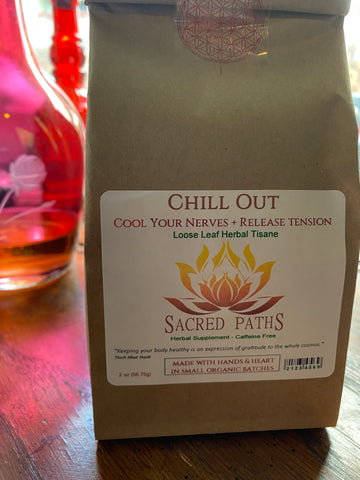 Chill Out
Cool Your Nerves + Release Tension
Loose Leaf Herbal Tisane
Sacred Paths
Herbal Supplement - Caffeine Free
"Keeping your body healthy is an expression of gratitude to the whole cosmos."
Thich Nhat Hanh
Made with Hands & Heart
in Small Organic Batches
2 oz (56.70g)